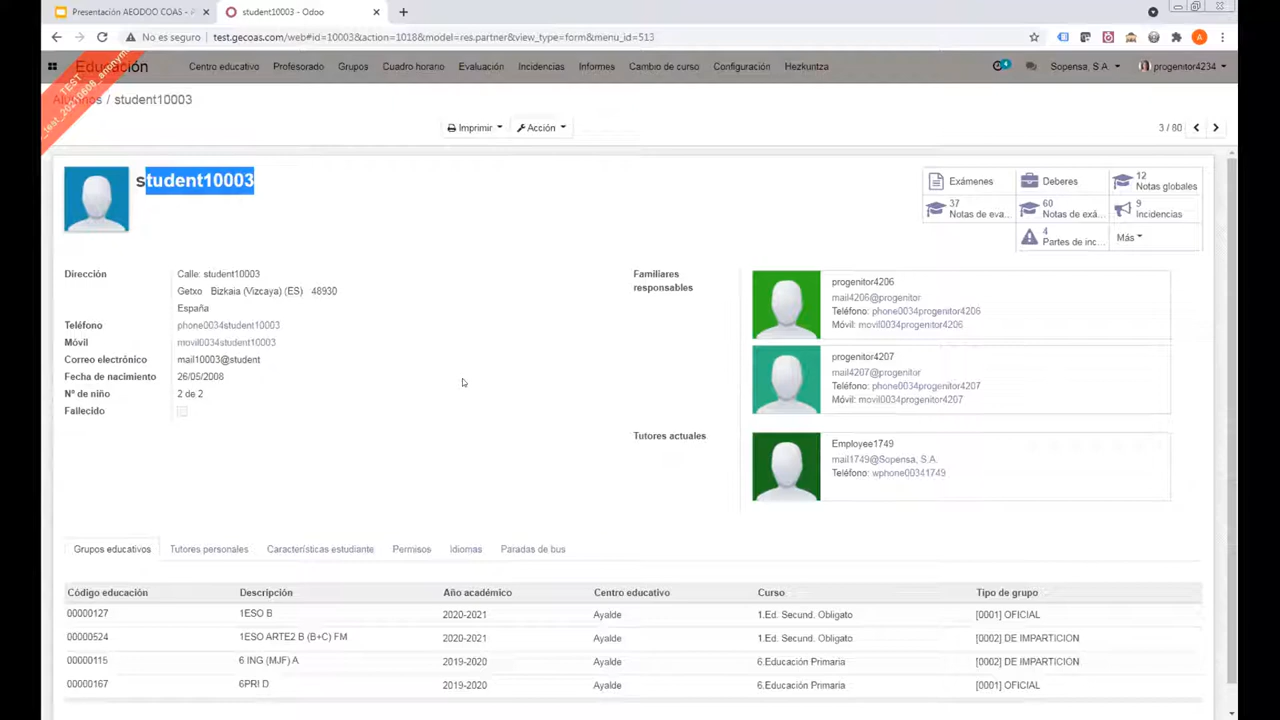 Presentación AEODOO COAS - 
student10003 - Odoo
No es seguro
test.gecoas.com/web#id=10003&action=1018&model=res.partner&view_type=form&menu_id=513
TEST
Educación
Centro educativo
Profesorado
Grupos
Cuadro horario
Evaluación
Incidencias
Informes
Cambio de curso
Configuración
Hezkuntza
Sopensa, S.A
progenitor4234
Alumnos / student10003
Imprimir
Acción
3 / 80
student10003
Exámenes
Deberes
12
Notas globales
37
Notas de eva...
60
Notas de exá...
9
Incidencias
4
Partes de inc...
Más
Dirección
Calle: student10003
Getxo Bizkaia (Vizcaya) (ES) 48930
España
Teléfono
phone0034student10003
Móvil
movil0034student10003
Correo electrónico
mail10003@student
Fecha de nacimiento
26/05/2008
Nº de niño
2 de 2
Fallecido
Familiares
responsables
progenitor4206
mail4206@progenitor
Teléfono: phone0034progenitor4206
Móvil: movil0034progenitor4206
progenitor4207
mail4207@progenitor
Teléfono: phone0034progenitor4207
Móvil: movil0034progenitor4207
Tutores actuales
Employee1749
mail1749@Sopensa, S.A.
Teléfono: wphone00341749
Grupos educativos
Tutores personales
Características estudiante
Permisos
Idiomas
Paradas de bus
Código educación Descripción Año académico Centro educativo Curso Tipo de grupo
00000127 1ESO B 2020-2021 Ayalde 1.Ed. Secund. Obligato [0001] OFICIAL
00000524 1ESO ARTE2 B (B+C) FM 2020-2021 Ayalde 1.Ed. Secund. Obligato [0002] DE IMPARTICION
00000115 6 ING (MJF) A 2019-2020 Ayalde 6.Educación Primaria [0002] DE IMPARTICION
00000167 6PRI D 2019-2020 Ayalde 6.Educación Primaria [0001] OFICIAL